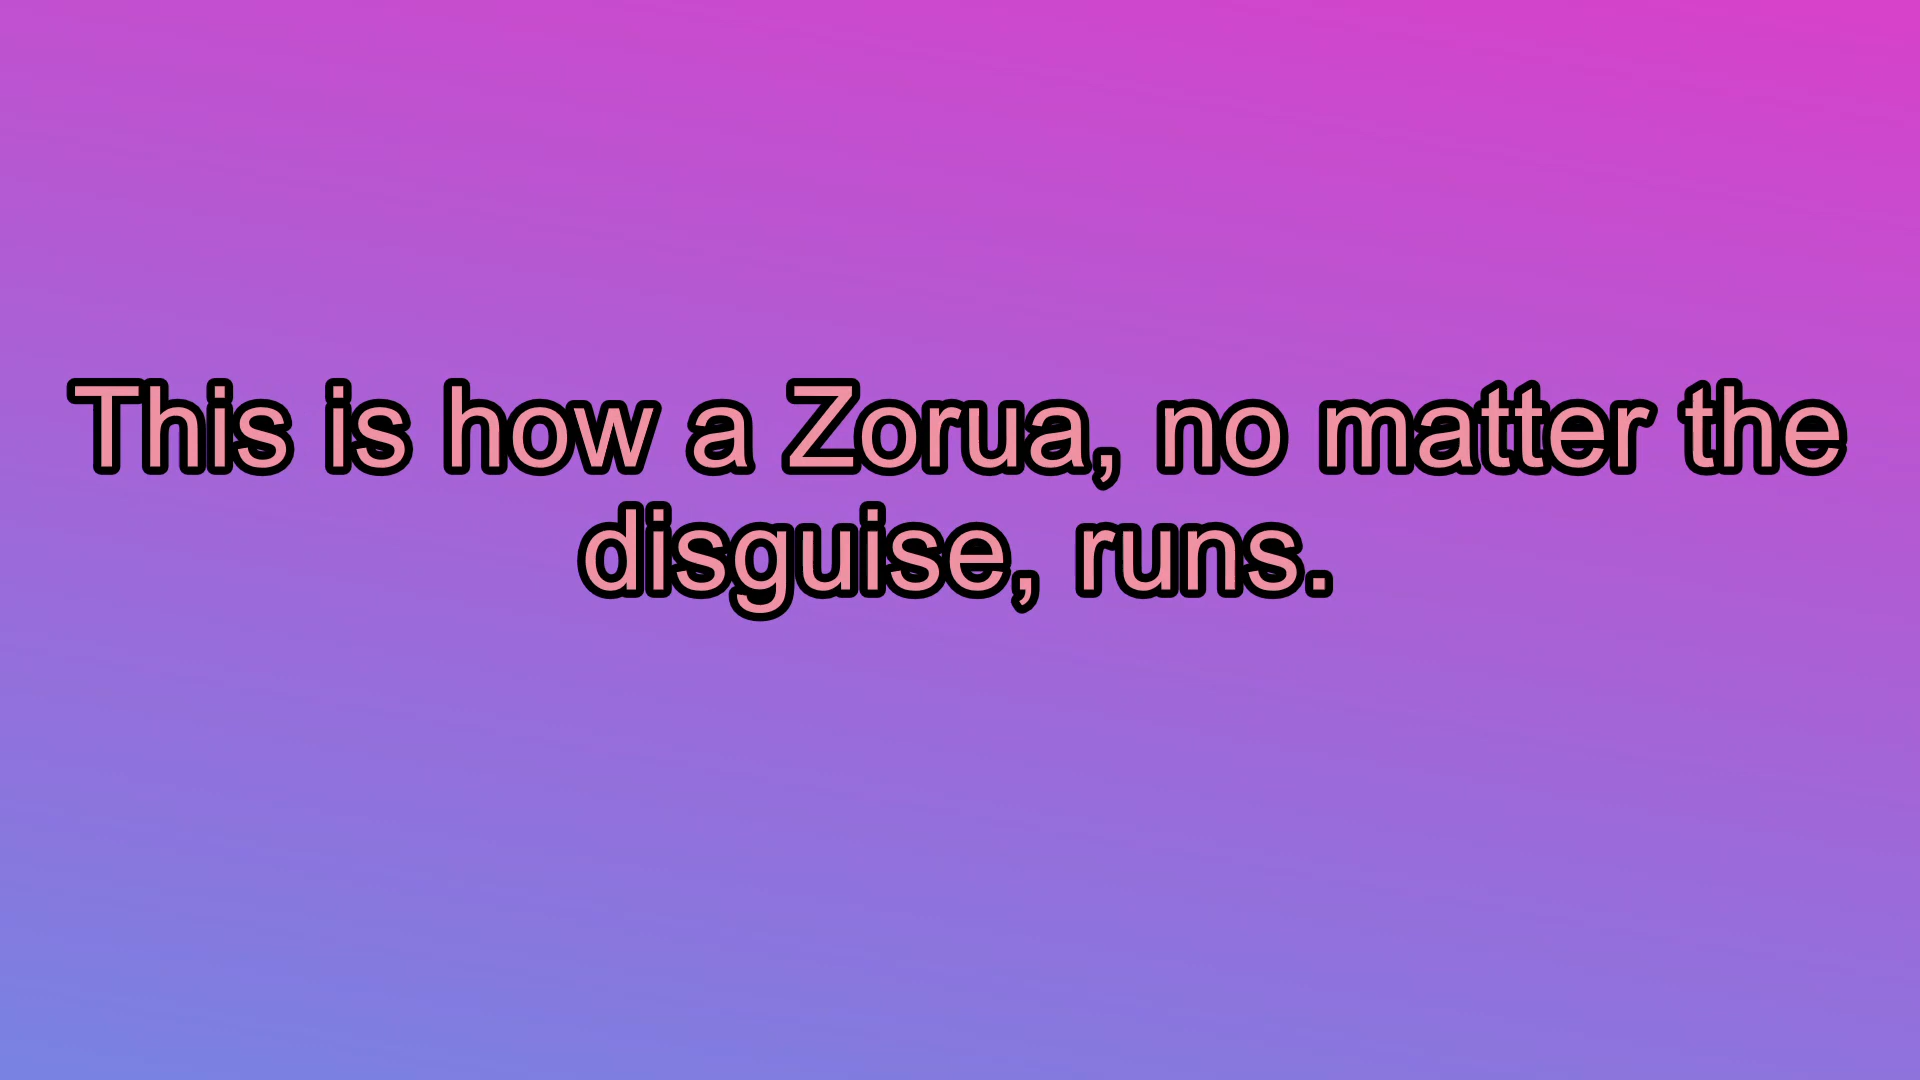 This is how a Zorua, no matter the
disguise, runs.